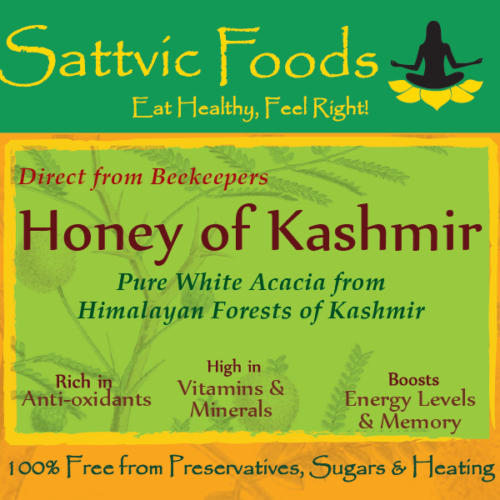 Sattvic Foods
Eat Healthy, Feel Right!
Direct from Beekeepers
Honey of Kashmir
Pure White Acacia from
Himalayan Forests of Kashmir
Rich in
Anti-oxidants
High in
Vitamins &
Minerals
Boosts
Energy Levels
& Memory
100% Free from Preservatives, Sugars & Heating